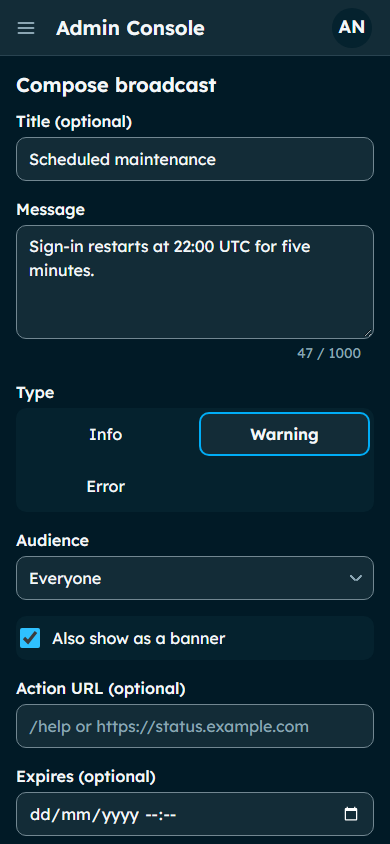 Admin Console
AN
Compose broadcast
Title (optional)
Scheduled maintenance
Message
Sign-in restarts at 22:00 UTC for five
minutes.
47 / 1000
Type
Info
Warning
Error
Audience
Everyone
Also show as a banner
Action URL (optional)
/help or https://status.example.com
Expires (optional)
dd/mm/yyyy --:--